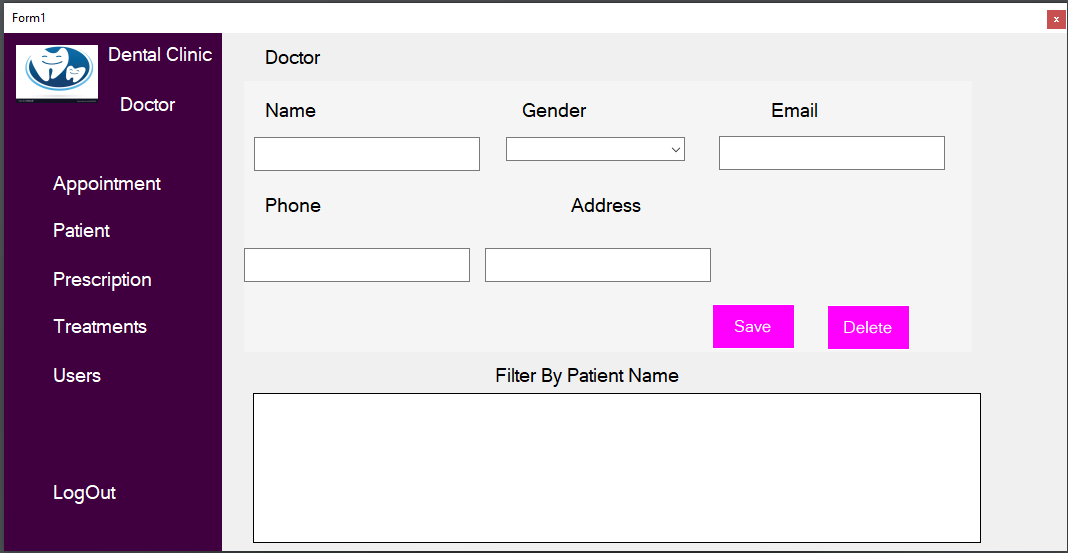 Form1
x
Dental Clinic
Doctor
Appointment
Patient
Prescription
Treatments
Users
LogOut
Doctor
Name Gender Email
Phone Address
Save Delete
Filter By Patient Name